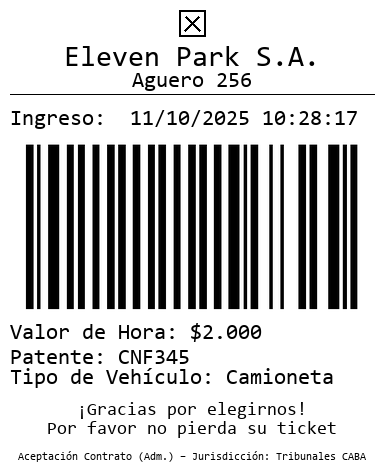 Eleven Park S.A.
Aguero 256
Ingreso: 11/10/2025 10:28:17
Valor de Hora: $2.000
Patente: CNF345
Tipo de Vehículo: Camioneta
¡Gracias por elegirnos!
Por favor no pierda su ticket
Aceptación Contrato (Adm.) – Jurisdicción: Tribunales CABA